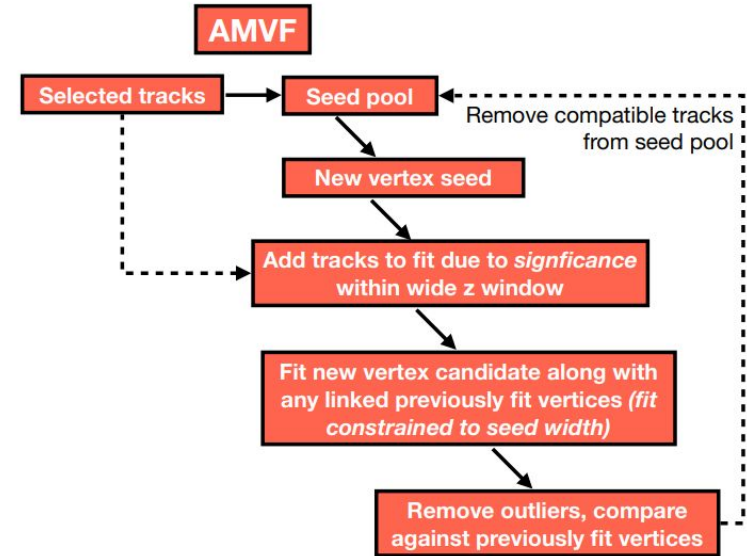 AMVF
Selected tracks
Seed pool
Remove compatible tracks
from seed pool
New vertex seed
Add tracks to fit due to signficance
within wide z window
Fit new vertex candidate along with
any linked previously fit vertices (fit
constrained to seed width)
Remove outliers, compare
against previously fit vertices